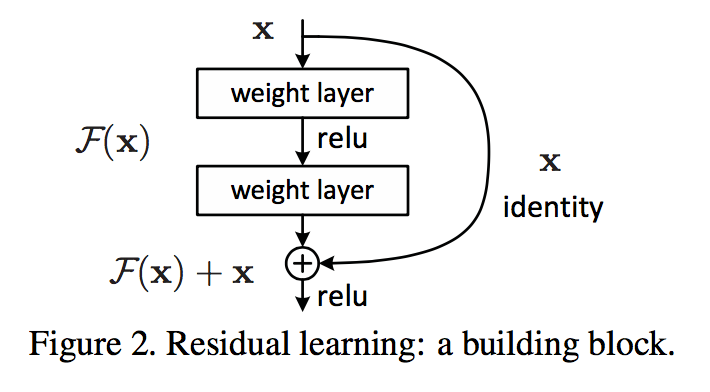 x
weight layer
F(x)
relu
weight layer
x
identity
F(x) + x
relu
Figure 2. Residual learning: a building block.